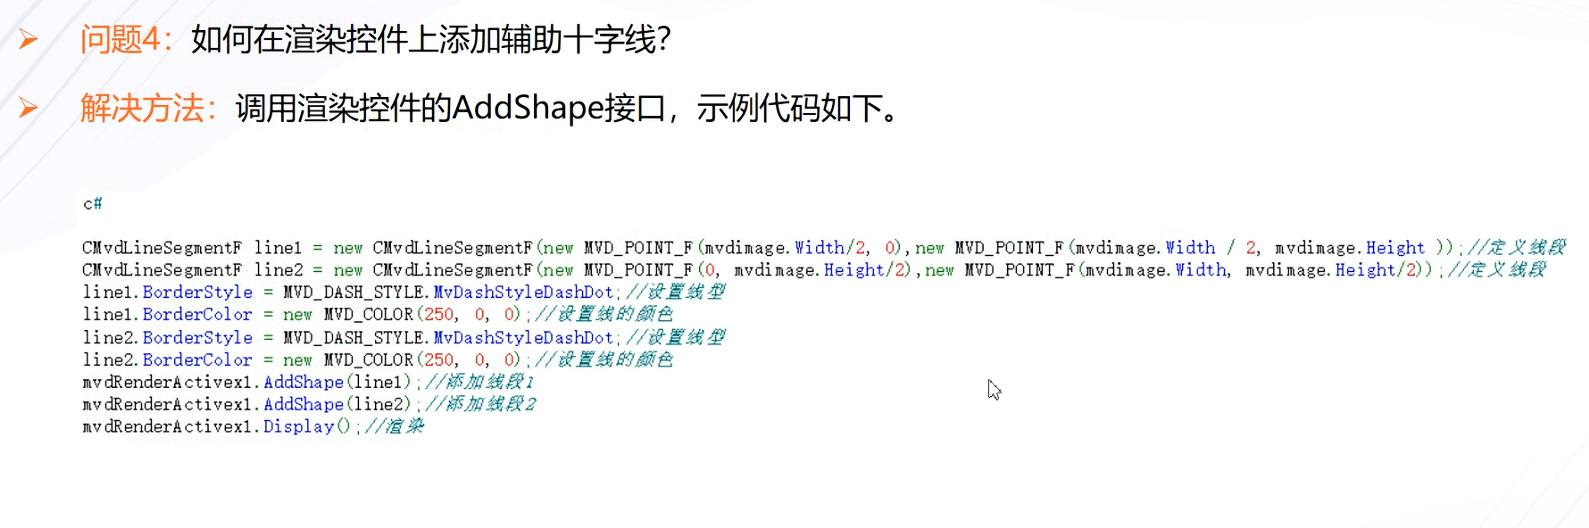 问题4：如何在渲染控件上添加辅助十字线？
解决方法：调用渲染控件的AddShape接口，示例代码如下。
c#
CMvdLineSegmentF line1 = new CMvdLineSegmentF(new MVD_POINT_F(mvdimage.Width/2, 0),new MVD_POINT_F(mvdimage.Width / 2, mvdimage.Height ));//定义线段
CMvdLineSegmentF line2 = new CMvdLineSegmentF(new MVD_POINT_F(0, mvdimage.Height/2),new MVD_POINT_F(mvdimage.Width, mvdimage.Height/2));//定义线段
line1.BorderStyle = MVD_DASH_STYLE.MvDashStyleDashDot;//设置线型
line1.BorderColor = new MVD_COLOR(250, 0, 0);//设置线的颜色
line2.BorderStyle = MVD_DASH_STYLE.MvDashStyleDashDot;//设置线型
line2.BorderColor = new MVD_COLOR(250, 0, 0);//设置线的颜色
mvdRenderActivex1.AddShape(line1);//添加线段1
mvdRenderActivex1.AddShape(line2);//添加线段2
mvdRenderActivex1.Display();//渲染